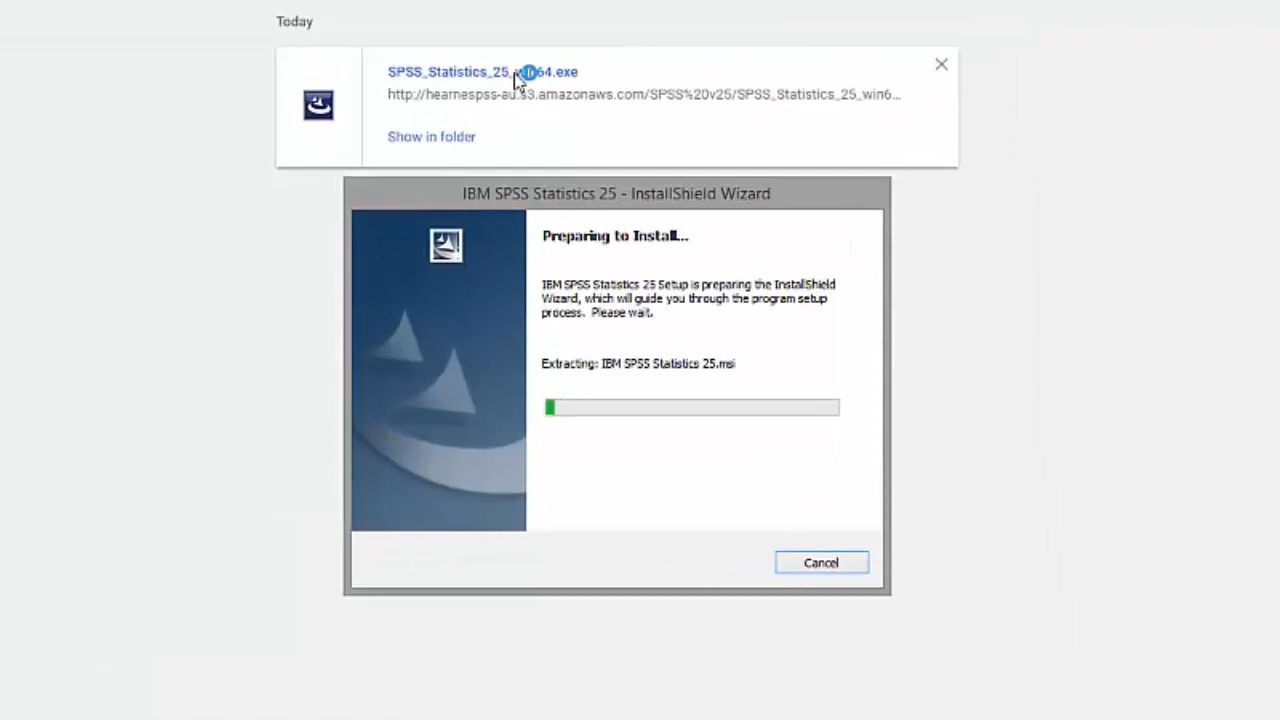 Today
SPSS_Statistics_25_win64.exe
http://hearnespss-au.s3.amazonaws.com/SPSS%20v25/SPSS_Statistics_25_win6...
Show in folder
IBM SPSS Statistics 25 - InstallShield Wizard
Preparing to Install...
IBM SPSS Statistics 25 Setup is preparing the InstallShield
Wizard, which will guide you through the program setup
process. Please wait.
Extracting: IBM SPSS Statistics 25.msi
Cancel